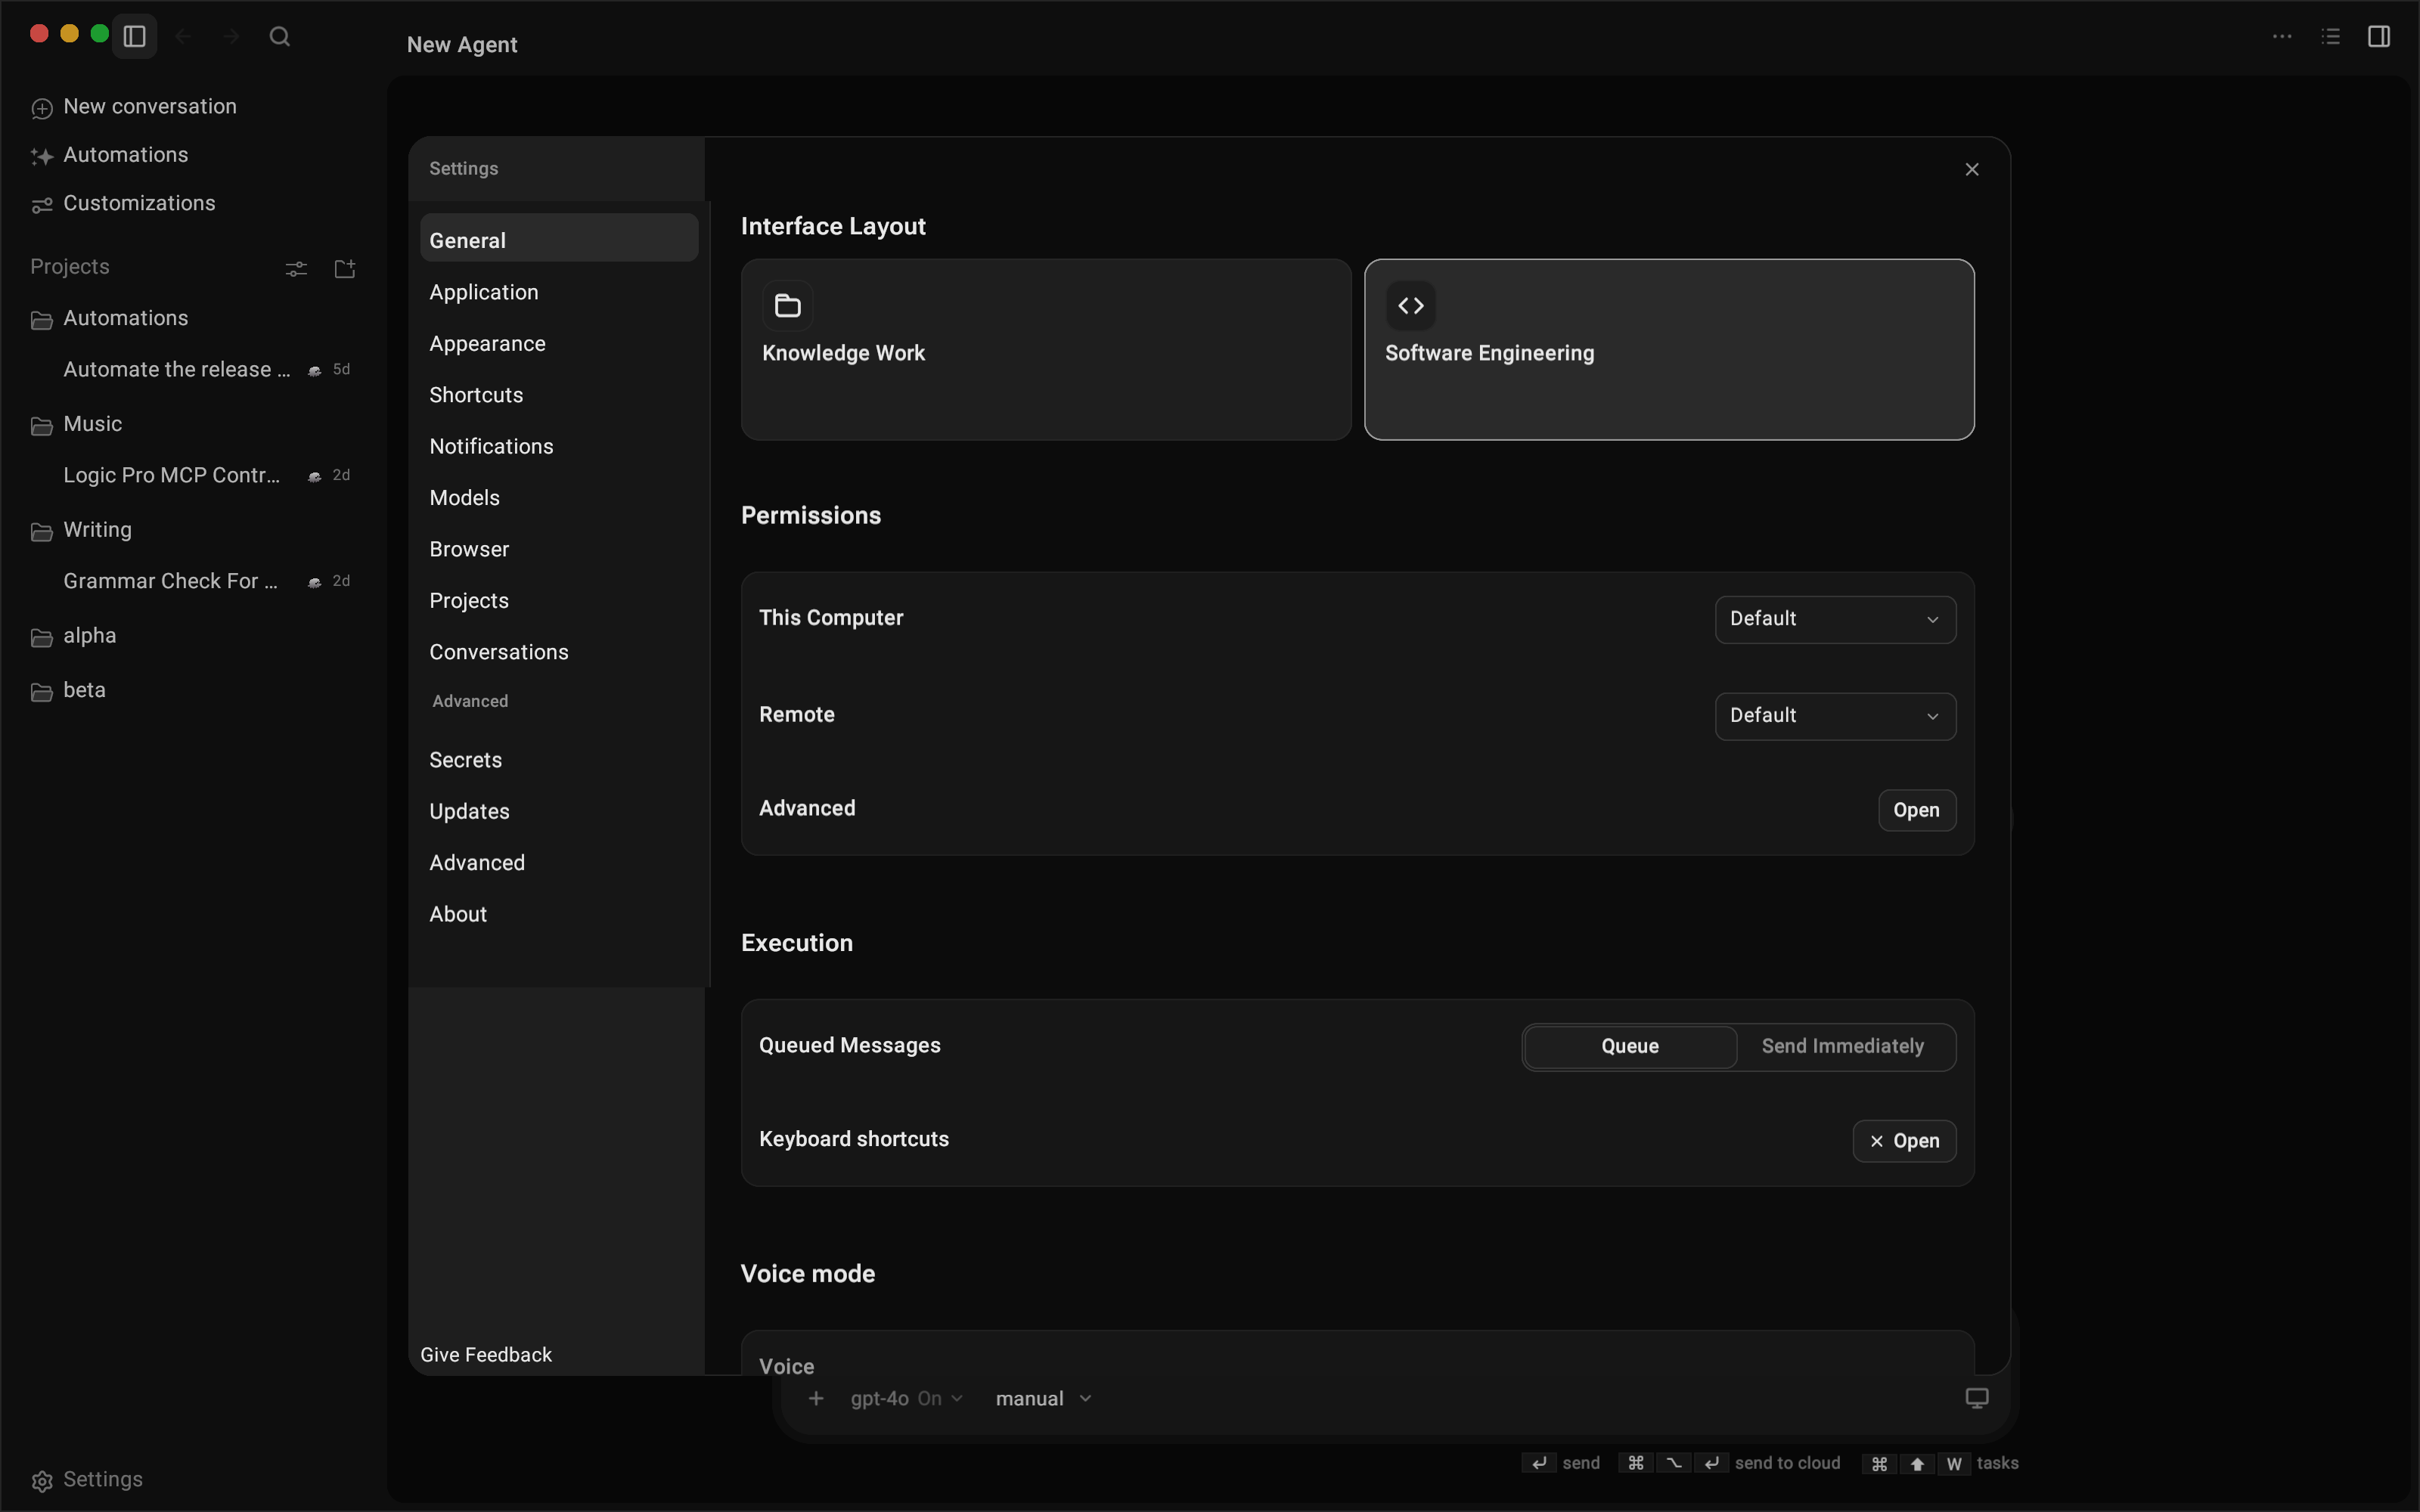 New Agent
New conversation
Automations
Customizations
Projects
Automations
Automate the release ... 5d
Music
Logic Pro MCP Contr... 2d
Writing
Grammar Check For ... 2d
alpha
beta
Settings
Settings
General
Application
Appearance
Shortcuts
Notifications
Models
Browser
Projects
Conversations
Advanced
Secrets
Updates
Advanced
About
Give Feedback
Interface Layout
Knowledge Work
Software Engineering
Permissions
This Computer Default
Remote Default
Advanced Open
Execution
Queued Messages Queue Send Immediately
Keyboard shortcuts Open
Voice mode
Voice
gpt-4o On manual
send ⌘ ⌥ send to cloud ⌘ W tasks